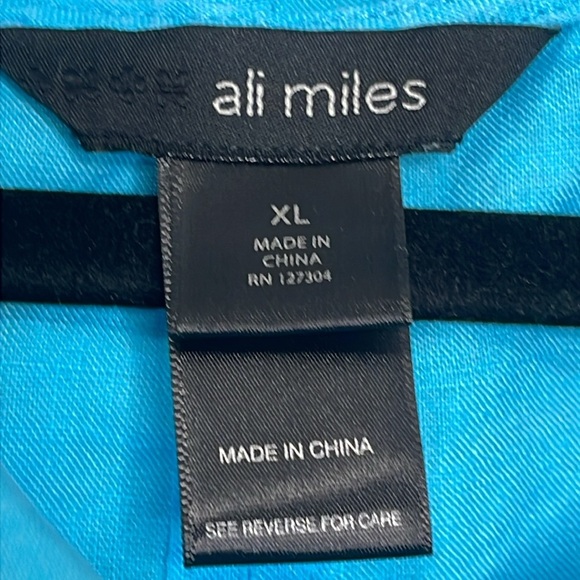 ali miles
XL
MADE IN
CHINA
RN 127304
MADE IN CHINA
SEE REVERSE FOR CARE